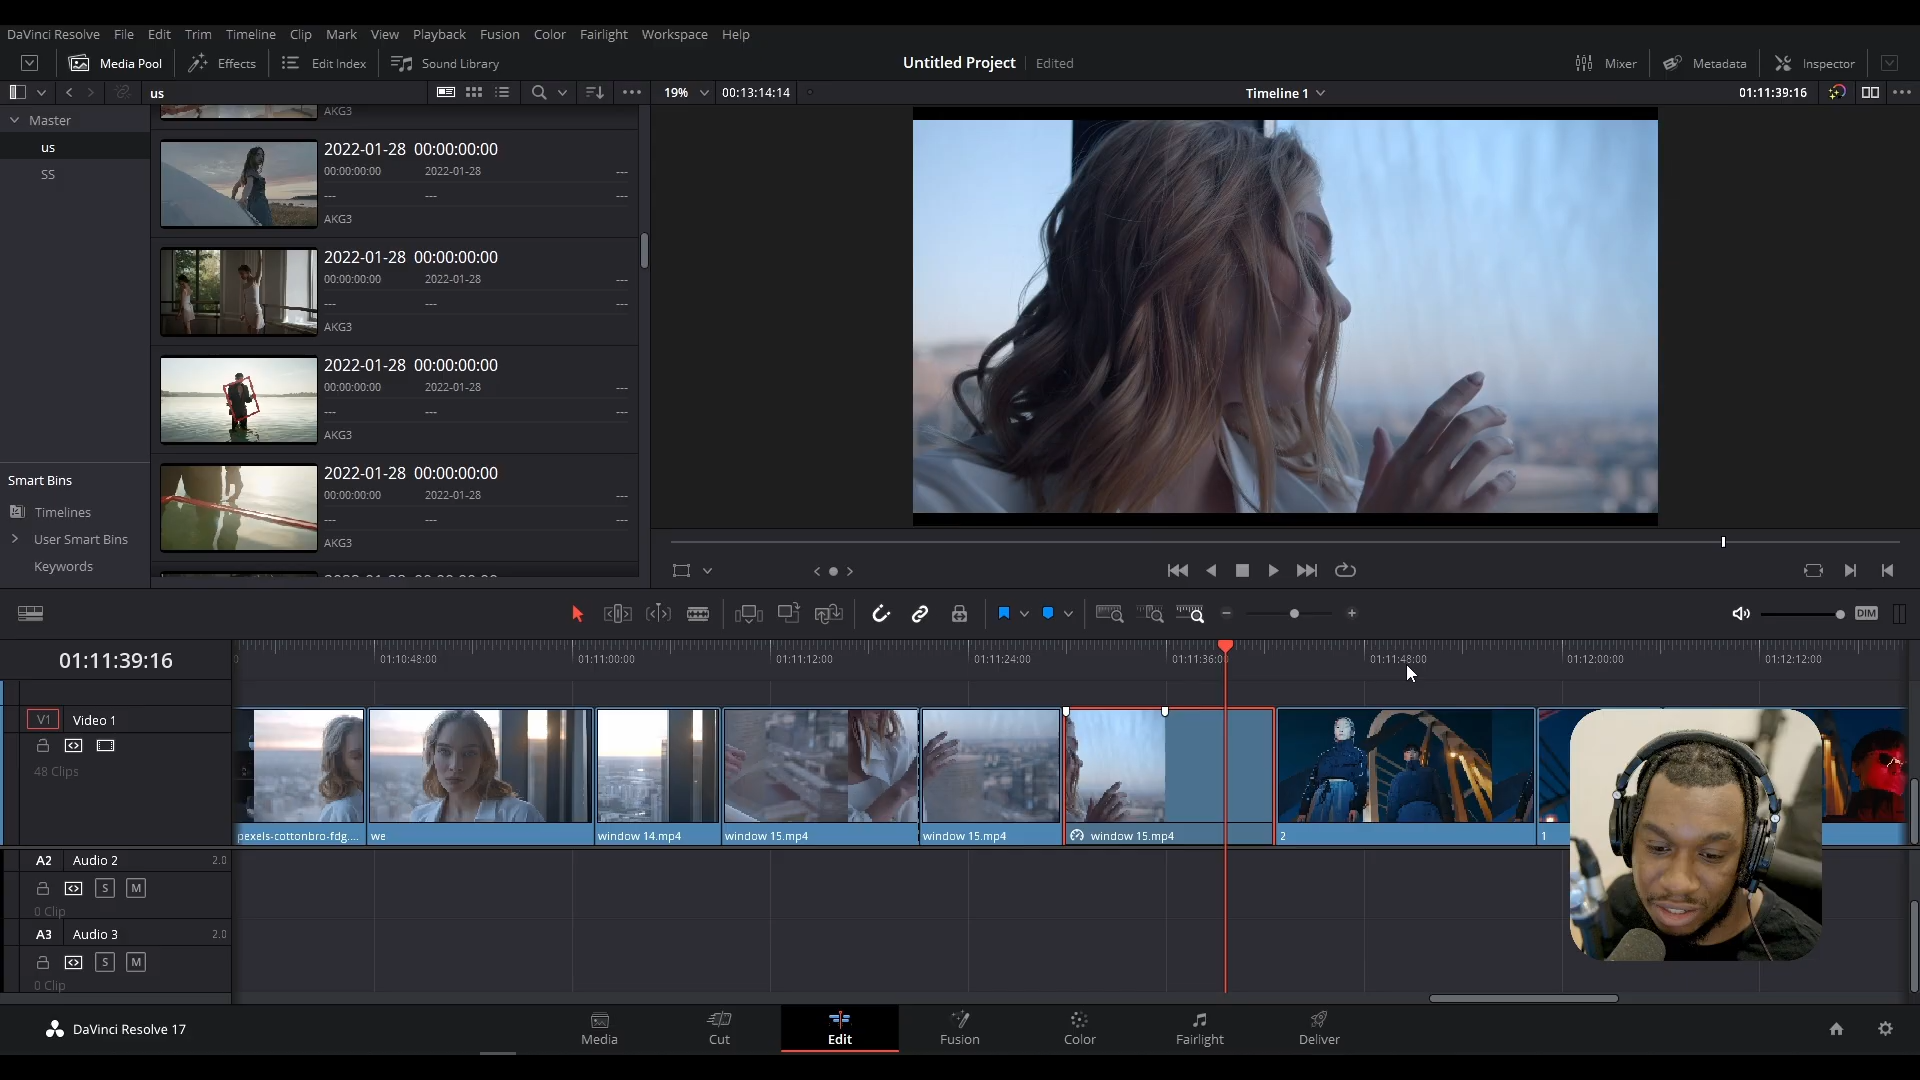 DaVinci Resolve File Edit Trim Timeline Clip Mark View Playback Fusion Color Fairlight Workspace Help
Media Pool Effects Edit Index Sound Library Untitled Project Edited Mixer Metadata Inspector
us 19% 00:13:14:14 Timeline 1 01:11:39:16
Master
us
SS
AKG3
2022-01-28 00:00:00:00
00:00:00:00 2022-01-28 ---
--- --- ---
AKG3
2022-01-28 00:00:00:00
00:00:00:00 2022-01-28 ---
--- --- ---
AKG3
2022-01-28 00:00:00:00
00:00:00:00 2022-01-28 ---
--- --- ---
AKG3
2022-01-28 00:00:00:00
00:00:00:00 2022-01-28 ---
--- --- ---
AKG3
Smart Bins
Timelines
User Smart Bins
Keywords
DIM
01:11:39:16
01:10:48:00 01:11:00:00 01:11:12:00 01:11:24:00 01:11:36:00 01:11:48:00 01:12:00:00 01:12:12:00
V1 Video 1
48 Clips
pexels-cottonbro-fdg.... we window 14.mp4 window 15.mp4 window 15.mp4 window 15.mp4 2 1
A2 Audio 2 2.0
S M
0 Clip
A3 Audio 3 2.0
S M
0 Clip
DaVinci Resolve 17
Media Cut Edit Fusion Color Fairlight Deliver